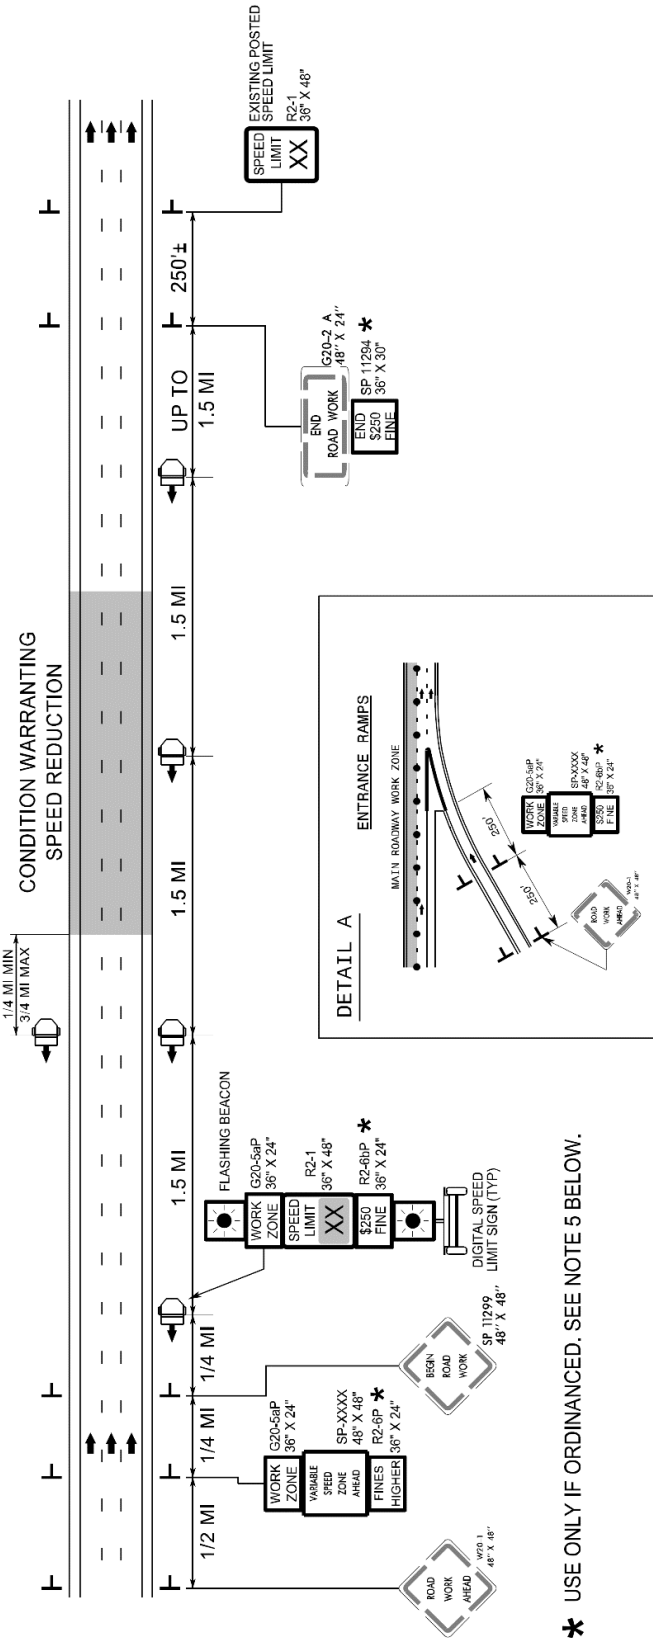 1/4 MI MIN
3/4 MI MAX
CONDITION WARRANTING
SPEED REDUCTION
1/2 MI
1/4 MI
1/4 MI
1.5 MI
1.5 MI
1.5 MI
UP TO
1.5 MI
250'±
ROAD
WORK
AHEAD
W20-1
48" X 48"
WORK
ZONE
VARIABLE
SPEED
ZONE
AHEAD
FINES
HIGHER
G20-5aP
36" X 24"
SP-XXXX
48" X 48"
R2-6P *
36" X 24"
BEGIN
ROAD
WORK
SP 11299
48" X 48"
FLASHING BEACON
WORK
ZONE
SPEED
LIMIT
XX
$250
FINE
G20-5aP
36" X 24"
R2-1
36" X 48"
R2-6bP *
36" X 24"
DIGITAL SPEED
LIMIT SIGN (TYP)
END
ROAD WORK
G20-2 A
48" X 24"
END
$250
FINE
SP 11294 *
36" X 30"
SPEED
LIMIT
XX
EXISTING POSTED
SPEED LIMIT
R2-1
36" X 48"
DETAIL A
ENTRANCE RAMPS
MAIN ROADWAY WORK ZONE
250'
250'
ROAD
WORK
AHEAD
W20-1
48" X 48"
WORK
ZONE
VARIABLE
SPEED
ZONE
AHEAD
$250
FINE
G20-5aP
36" X 24"
SP-XXXX
48" X 48"
R2-6bP *
36" X 24"
* USE ONLY IF ORDINANCED. SEE NOTE 5 BELOW.